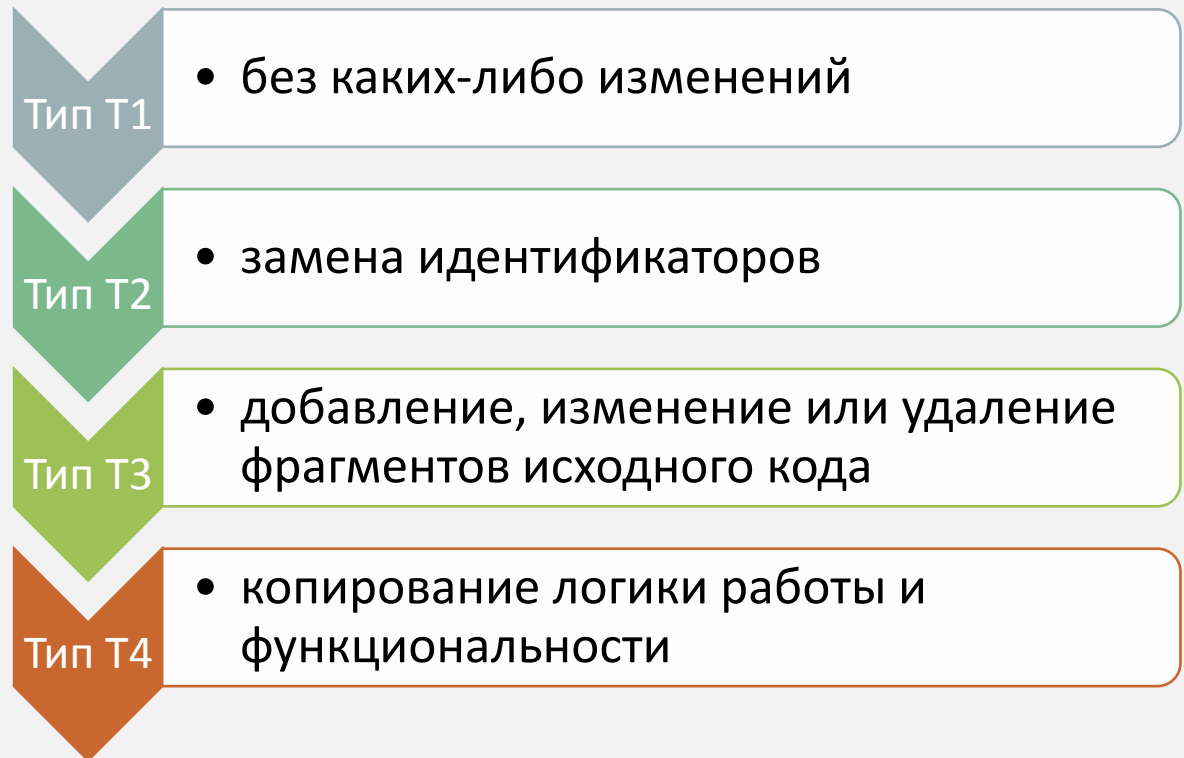 Тип Т1
• без каких-либо изменений
Тип Т2
• замена идентификаторов
Тип Т3
• добавление, изменение или удаление
фрагментов исходного кода
Тип Т4
• копирование логики работы и
функциональности